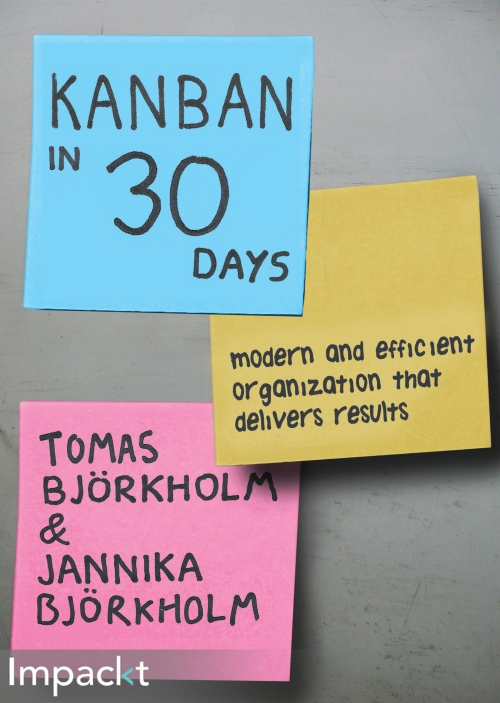 KANBAN
IN 30
DAYS
modern and efficient
organization that
delivers results
TOMAS
BJÖRKHOLM
&
JANNIKA
BJÖRKHOLM
Impackt